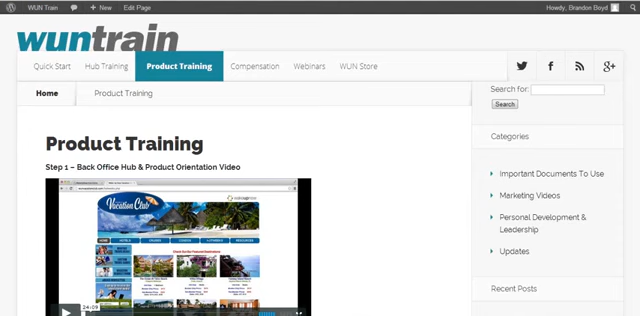 WUN Train + New Edit Page Howdy, Brandon Boyd
wuntrain
Quick Start Hub Training Product Training Compensation Webinars WUN Store
Home Product Training
Search for:
Search
Product Training
Categories
Step 1 – Back Office Hub & Product Orientation Video
Important Documents To Use
Vacation Club
Marketing Videos
Personal Development &
Leadership
Updates
Recent Posts
24:09